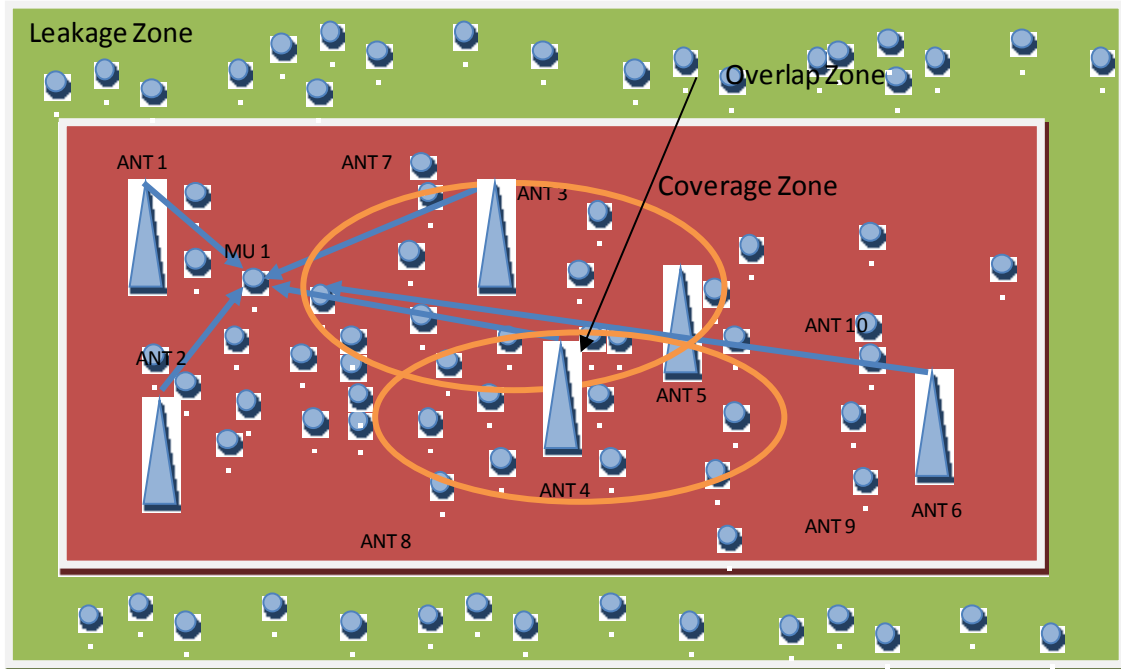 Leakage Zone
Overlap Zone
ANT 1
ANT 7
ANT 3
Coverage Zone
MU 1
ANT 10
ANT 2
ANT 5
ANT 4
ANT 6
ANT 9
ANT 8